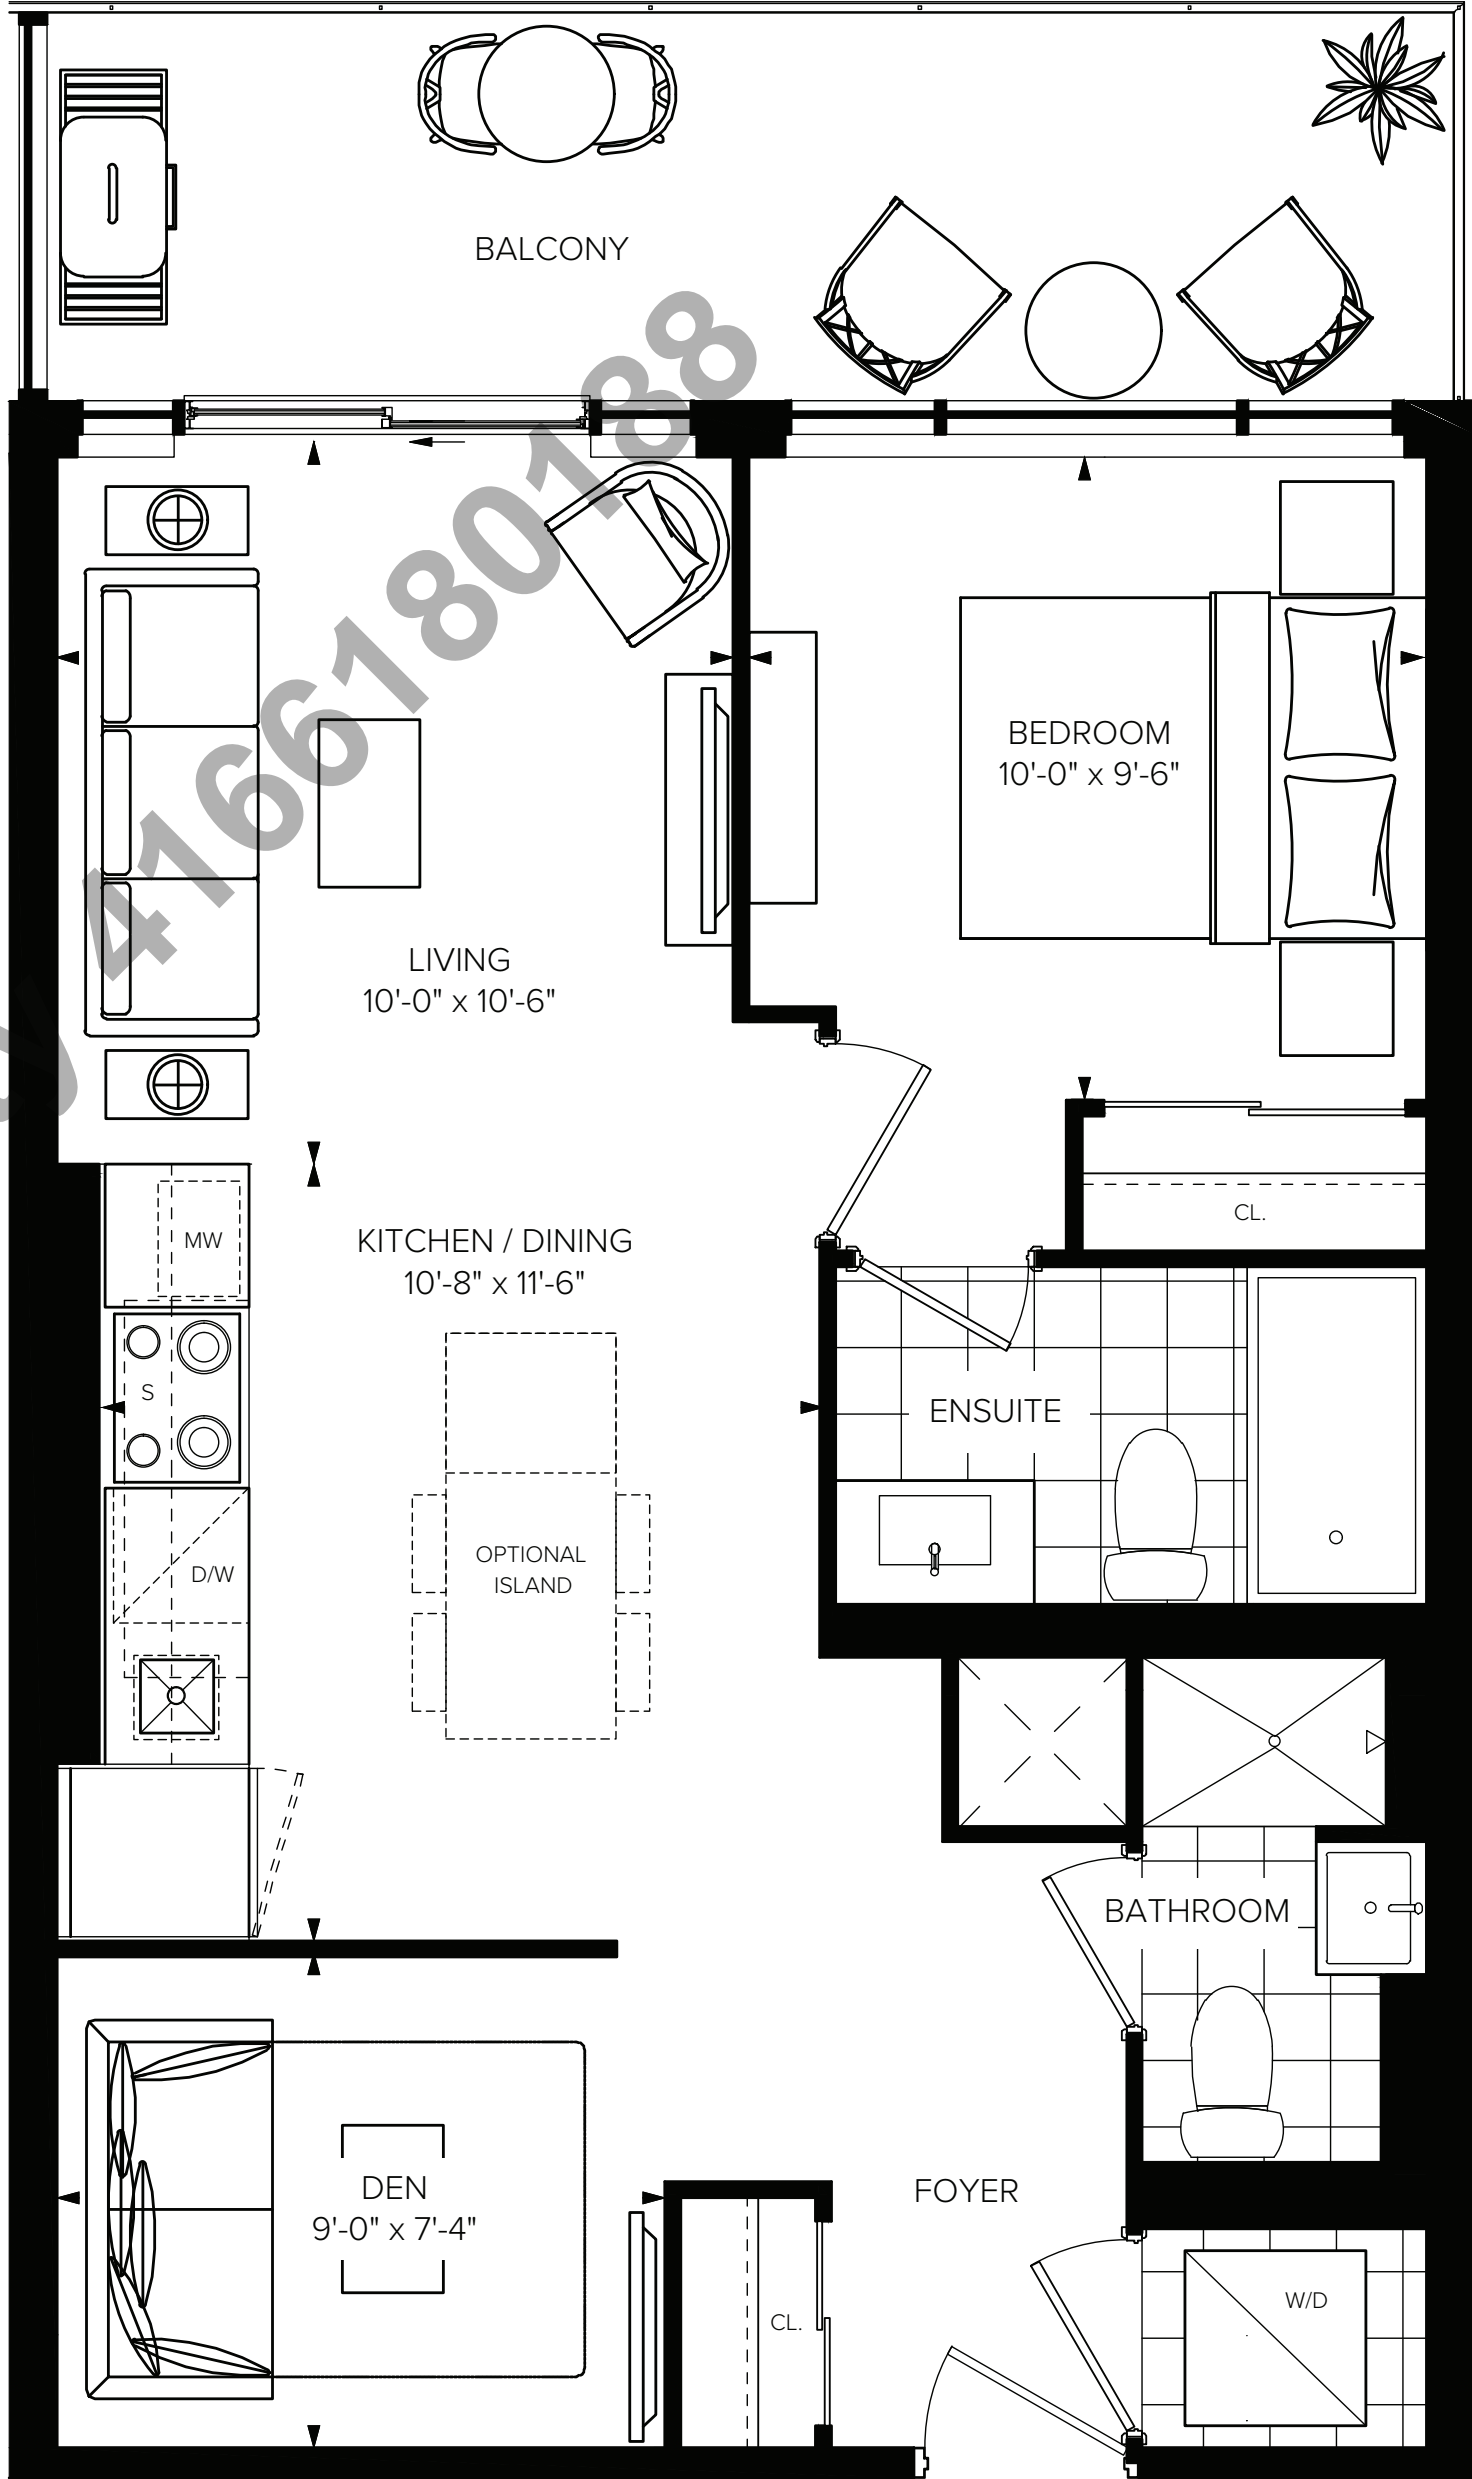 BALCONY
y 4166180188
BEDROOM
10'-0" x 9'-6"
LIVING
10'-0" x 10'-6"
CL.
MW
KITCHEN / DINING
10'-8" x 11'-6"
S
ENSUITE
OPTIONAL
ISLAND
D/W
BATHROOM
DEN
9'-0" x 7'-4"
FOYER
CL.
W/D